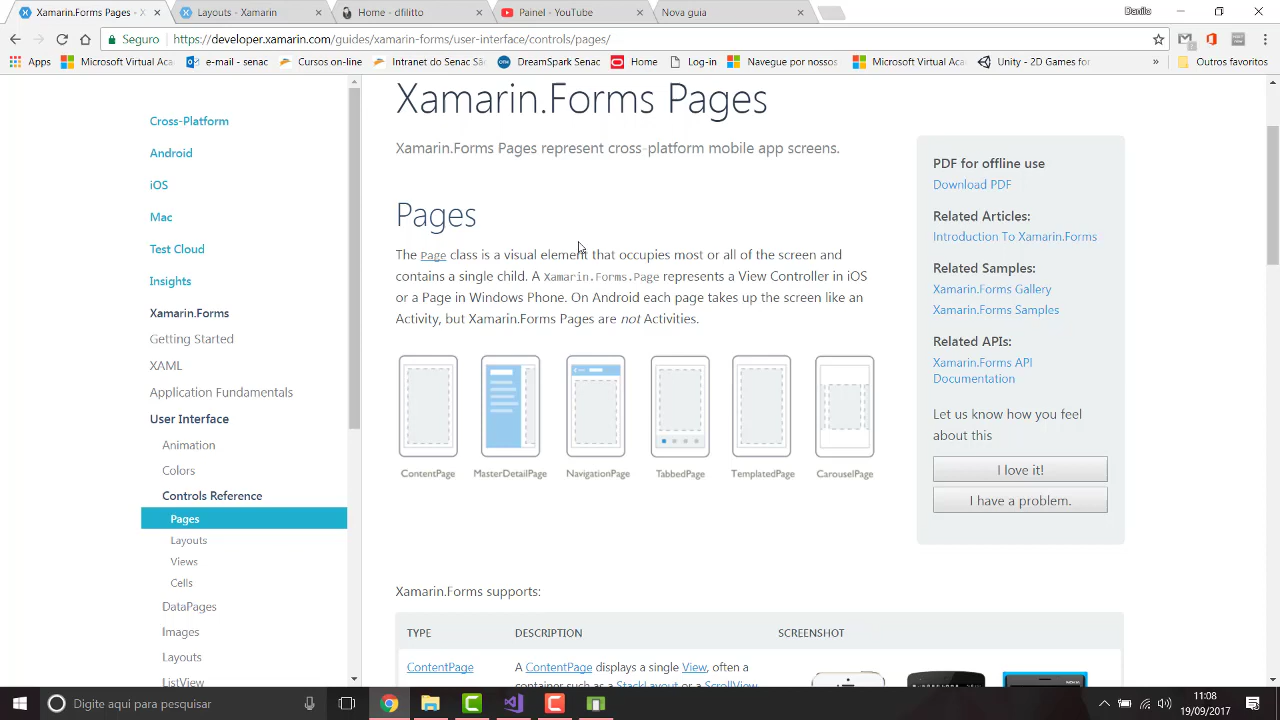 Xamarin.Forms Pages - X
Layouts - Xamarin
Home - dfilitto
Painel - YouTube
Nova guia
Danilo
Seguro
https://developer.xamarin.com/guides/xamarin-forms/user-interface/controls/pages/
Apps
Microsoft Virtual Aca
e-mail - senac
Cursos on-line
Intranet do Senac
DreamSpark Senac
Home
Log-in
Navegue por nossos
Microsoft Virtual Aca
Unity - 2D Games for
»
Outros favoritos
Cross-Platform
Android
iOS
Mac
Test Cloud
Insights
Xamarin.Forms
Getting Started
XAML
Application Fundamentals
User Interface
Animation
Colors
Controls Reference
Pages
Layouts
Views
Cells
DataPages
Images
Layouts
ListView
Xamarin.Forms Pages
Xamarin.Forms Pages represent cross-platform mobile app screens.
Pages
The Page class is a visual element that occupies most or all of the screen and
contains a single child. A Xamarin.Forms.Page represents a View Controller in iOS
or a Page in Windows Phone. On Android each page takes up the screen like an
Activity, but Xamarin.Forms Pages are not Activities.
ContentPage
MasterDetailPage
NavigationPage
TabbedPage
TemplatedPage
CarouselPage
Xamarin.Forms supports:
TYPE
DESCRIPTION
SCREENSHOT
ContentPage
A ContentPage displays a single View, often a
container such as a StackLayout or a ScrollView
NOKIA
PDF for offline use
Download PDF
Related Articles:
Introduction To Xamarin.Forms
Related Samples:
Xamarin.Forms Gallery
Xamarin.Forms Samples
Related APIs:
Xamarin.Forms API
Documentation
Let us know how you feel
about this
I love it!
I have a problem.
Digite aqui para pesquisar
11:08
19/09/2017